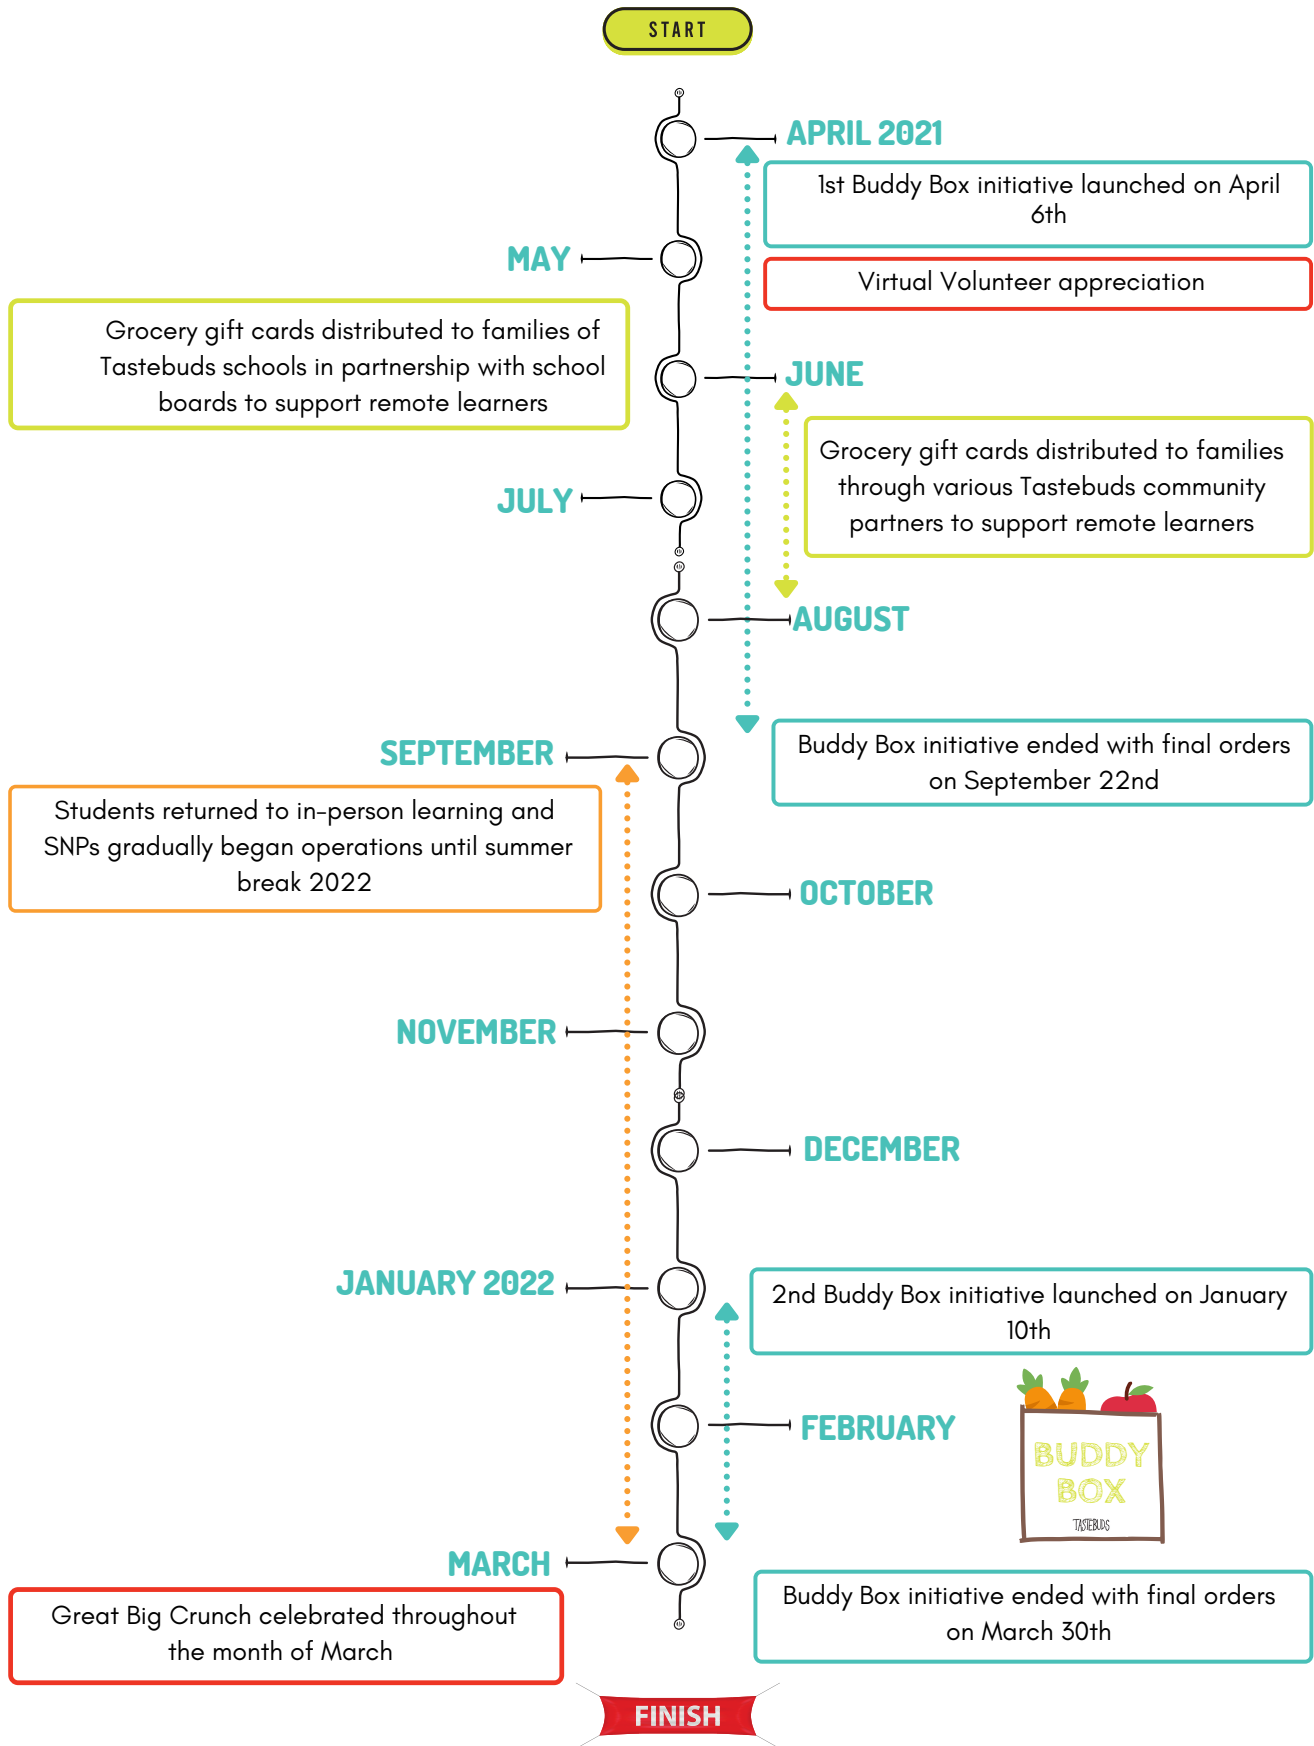 START
APRIL 2021
1st Buddy Box initiative launched on April
6th
Virtual Volunteer appreciation
MAY
Grocery gift cards distributed to families of
Tastebuds schools in partnership with school
boards to support remote learners
JUNE
Grocery gift cards distributed to families
through various Tastebuds community
partners to support remote learners
JULY
AUGUST
Buddy Box initiative ended with final orders
on September 22nd
SEPTEMBER
Students returned to in-person learning and
SNPs gradually began operations until summer
break 2022
OCTOBER
NOVEMBER
DECEMBER
JANUARY 2022
2nd Buddy Box initiative launched on January
10th
FEBRUARY
BUDDY
BOX
TASTEBUDS
MARCH
Great Big Crunch celebrated throughout
the month of March
Buddy Box initiative ended with final orders
on March 30th
FINISH